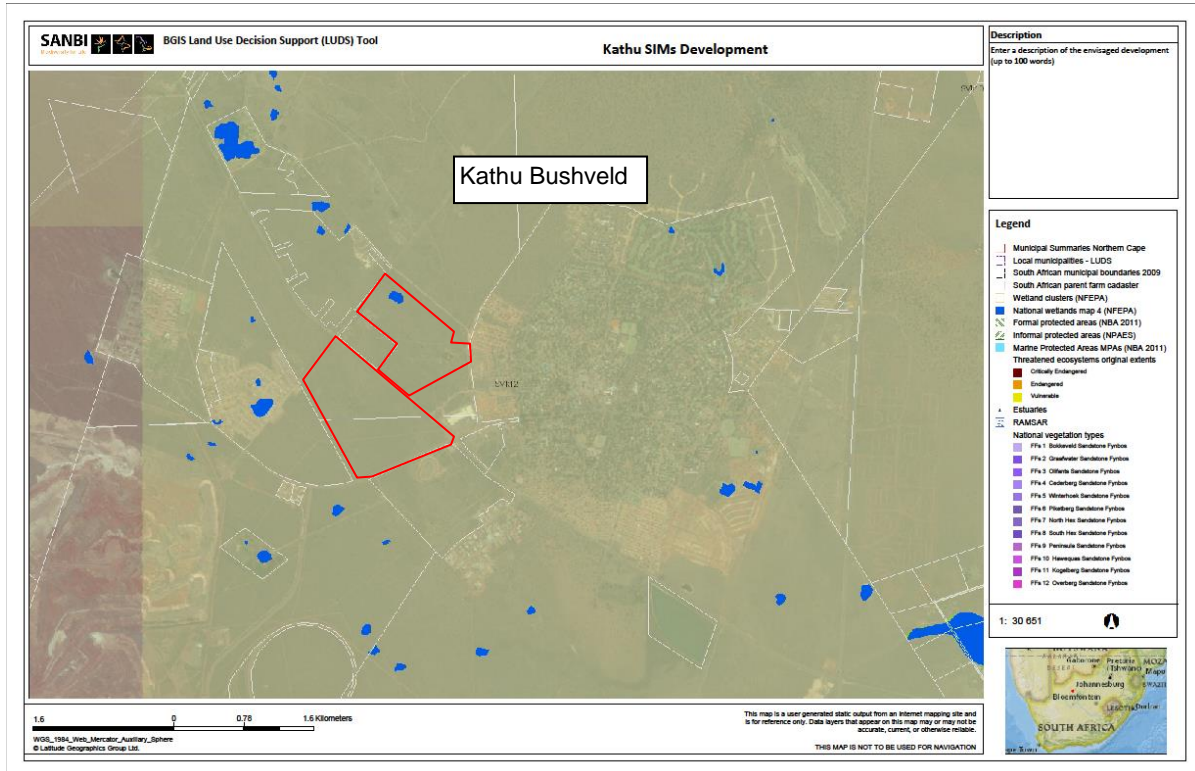 SANBI
BGIS Land Use Decision Support (LUDS) Tool
Kathu SIMs Development
Description
Enter a description of the envisaged development
(up to 100 words)
Kathu Bushveld
SVM2
Legend
Municipal Summaries Northern Cape
Local municipalities - LUDS
South African municipal boundaries 2009
South African parent farm cadaster
Wetland clusters (NFEPA)
National wetlands map 4 (NFEPA)
Formal protected areas (NBA 2011)
Informal protected areas (NPAES)
Marine Protected Areas MPAs (NBA 2011)
Threatened ecosystems original extents
Critically Endangered
Endangered
Vulnerable
Estuaries
RAMSAR
National vegetation types
FFs 1 Bokkeveld Sandstone Fynbos
FFs 2 Graafwater Sandstone Fynbos
FFs 3 Olifants Sandstone Fynbos
FFs 4 Cederberg Sandstone Fynbos
FFs 5 Winterhoek Sandstone Fynbos
FFs 6 Piketberg Sandstone Fynbos
FFs 7 North Hex Sandstone Fynbos
FFs 8 South Hex Sandstone Fynbos
FFs 9 Peninsula Sandstone Fynbos
FFs 10 Hawequas Sandstone Fynbos
FFs 11 Kogelberg Sandstone Fynbos
FFs 12 Overberg Sandstone Fynbos
1: 30 651
Gaborone Pretoria MOZA
(Tshwane) Map
Johannesburg SWAZI
Bloemfontein
SOUTH AFRICA
1.6 0 0.78 1.6 Kilometers
WGS_1984_Web_Mercator_Auxiliary_Sphere
© Latitude Geographics Group Ltd.
This map is a user generated static output from an Internet mapping site and
is for reference only. Data layers that appear on this map may or may not be
accurate, current, or otherwise reliable.
THIS MAP IS NOT TO BE USED FOR NAVIGATION